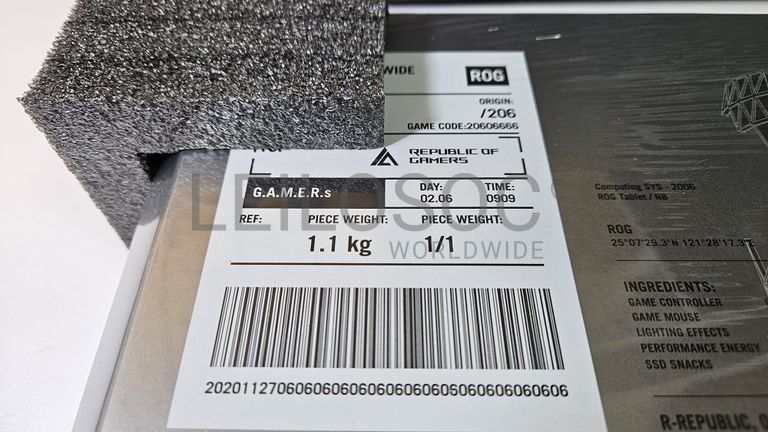 WIDE
ROG
ORIGIN:
/206
GAME CODE:20606666
REPUBLIC OF
GAMERS
G.A.M.E.R.s
DAY:
TIME:
02.06
0909
REF:
PIECE WEIGHT:
PIECE WEIGHT:
1.1 kg
1/1
LEILOSOC
WORLDWIDE
Computing SYS - 2006
ROG Tablet / NB
ROG
25°07'29.3"N 121°28'17.3"E
INGREDIENTS:
GAME CONTROLLER
GAME MOUSE
LIGHTING EFFECTS
PERFORMANCE ENERGY
SSD SNACKS
R-REPUBLIC, O